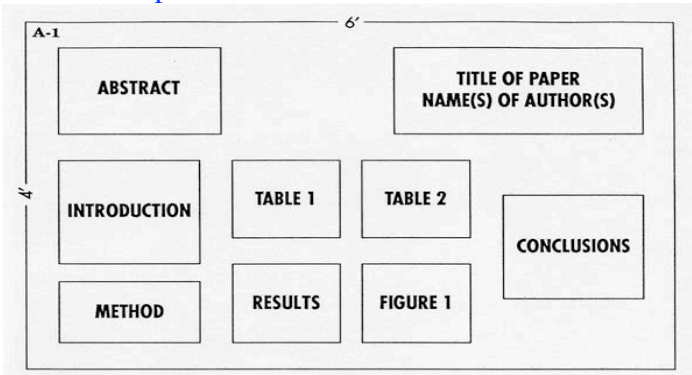 6'
A-1
ABSTRACT
TITLE OF PAPER
NAME(S) OF AUTHOR(S)
4'
INTRODUCTION
TABLE 1
TABLE 2
CONCLUSIONS
METHOD
RESULTS
FIGURE 1